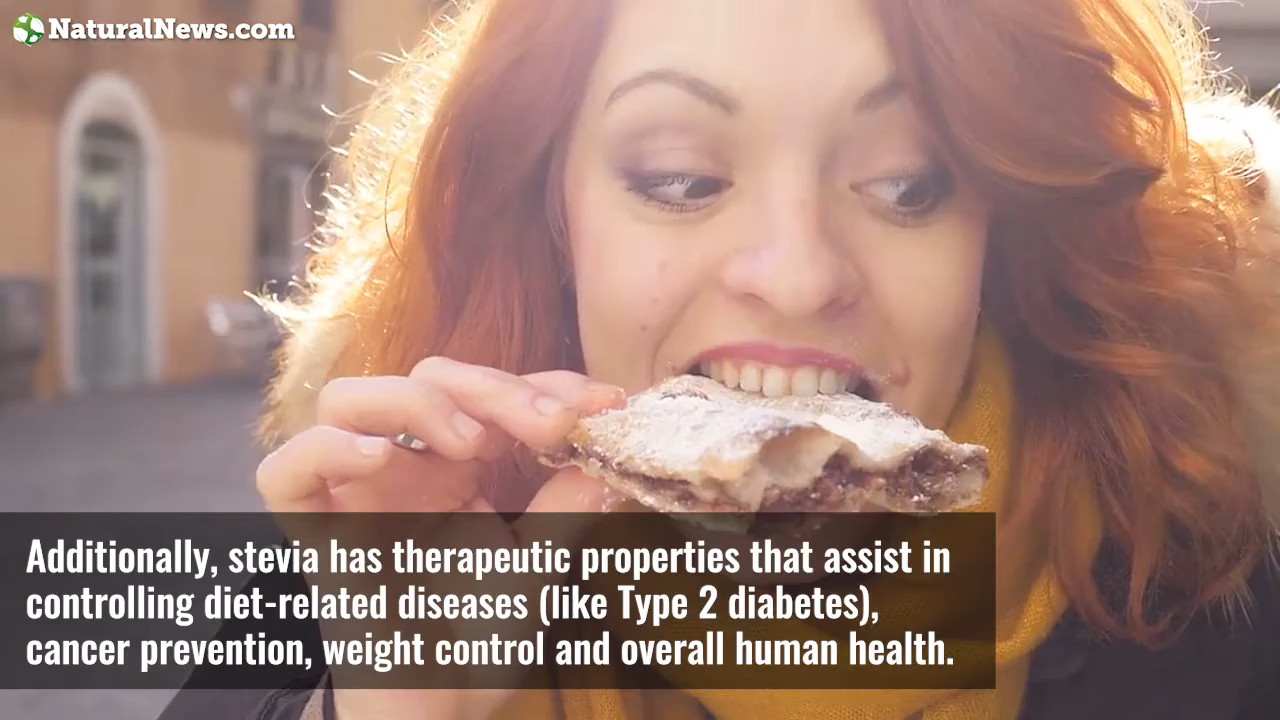 NaturalNews.com
Additionally, stevia has therapeutic properties that assist in
controlling diet-related diseases (like Type 2 diabetes),
cancer prevention, weight control and overall human health.